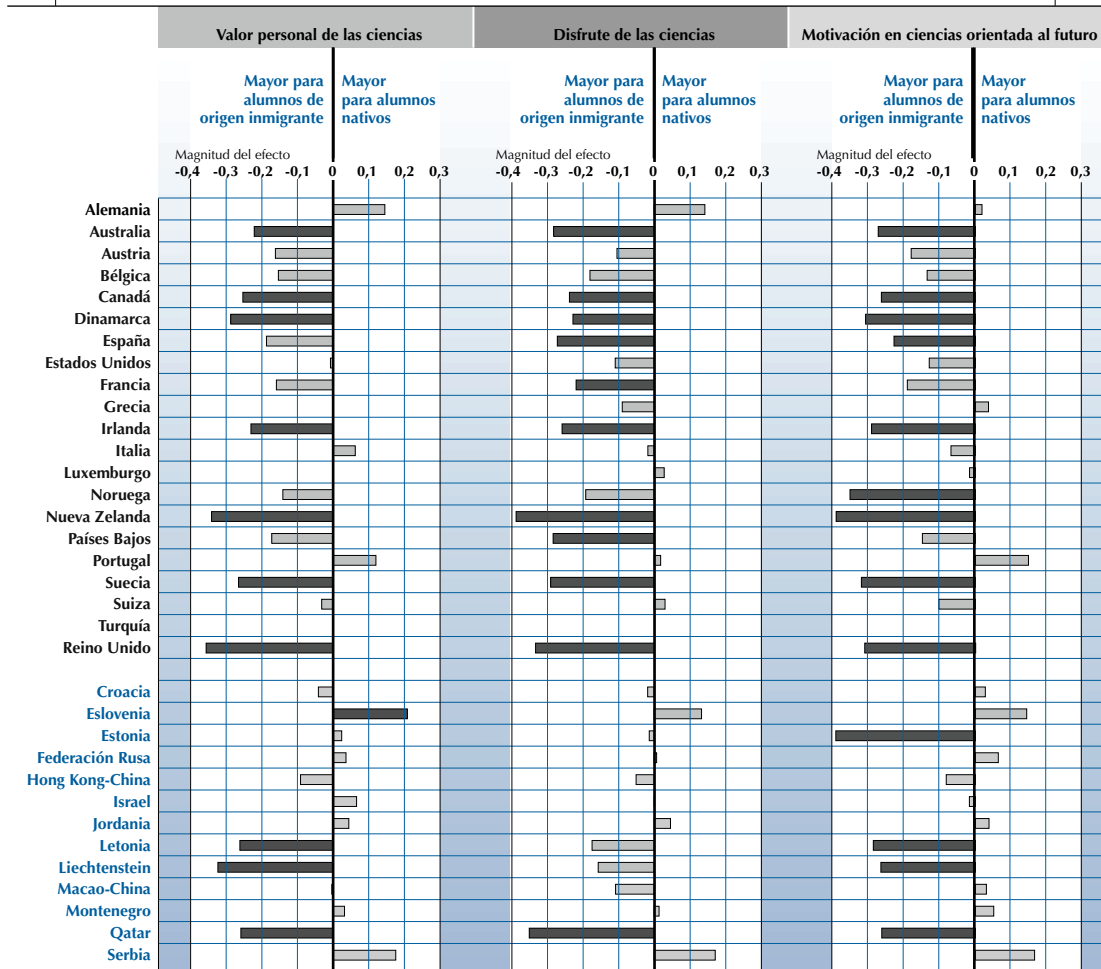 Valor personal de las ciencias
Disfrute de las ciencias
Motivación en ciencias orientada al futuro
Mayor para
alumnos de
origen inmigrante
Mayor
para alumnos
nativos
Mayor para
alumnos de
origen inmigrante
Mayor
para alumnos
nativos
Mayor para
alumnos de
origen inmigrante
Mayor
para alumnos
nativos
Magnitud del efecto
-0,4 -0,3 -0,1 -0,1 0 0,1 0,2 0,3
Magnitud del efecto
-0,4 -0,3 -0,1 -0,1 0 0,1 0,2 0,3
Magnitud del efecto
-0,4 -0,3 -0,2 -0,1 0 0,1 0,2 0,3
Alemania
Australia
Austria
Bélgica
Canadá
Dinamarca
España
Estados Unidos
Francia
Grecia
Irlanda
Italia
Luxemburgo
Noruega
Nueva Zelanda
Países Bajos
Portugal
Suecia
Suiza
Turquía
Reino Unido
Croacia
Eslovenia
Estonia
Federación Rusa
Hong Kong-China
Israel
Jordania
Letonia
Liechtenstein
Macao-China
Montenegro
Qatar
Serbia